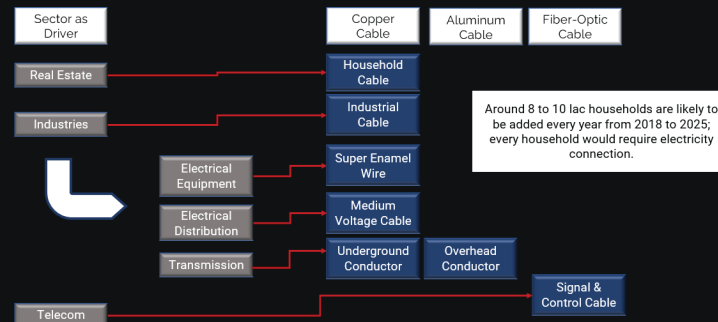 Sector as
Driver
Copper
Cable
Aluminum
Cable
Fiber-Optic
Cable
Real Estate
Household
Cable
Industries
Industrial
Cable
Around 8 to 10 lac households are likely to
be added every year from 2018 to 2025;
every household would require electricity
connection.
Electrical
Equipment
Super Enamel
Wire
Electrical
Distribution
Medium
Voltage Cable
Transmission
Underground
Conductor
Overhead
Conductor
Telecom
Signal &
Control Cable